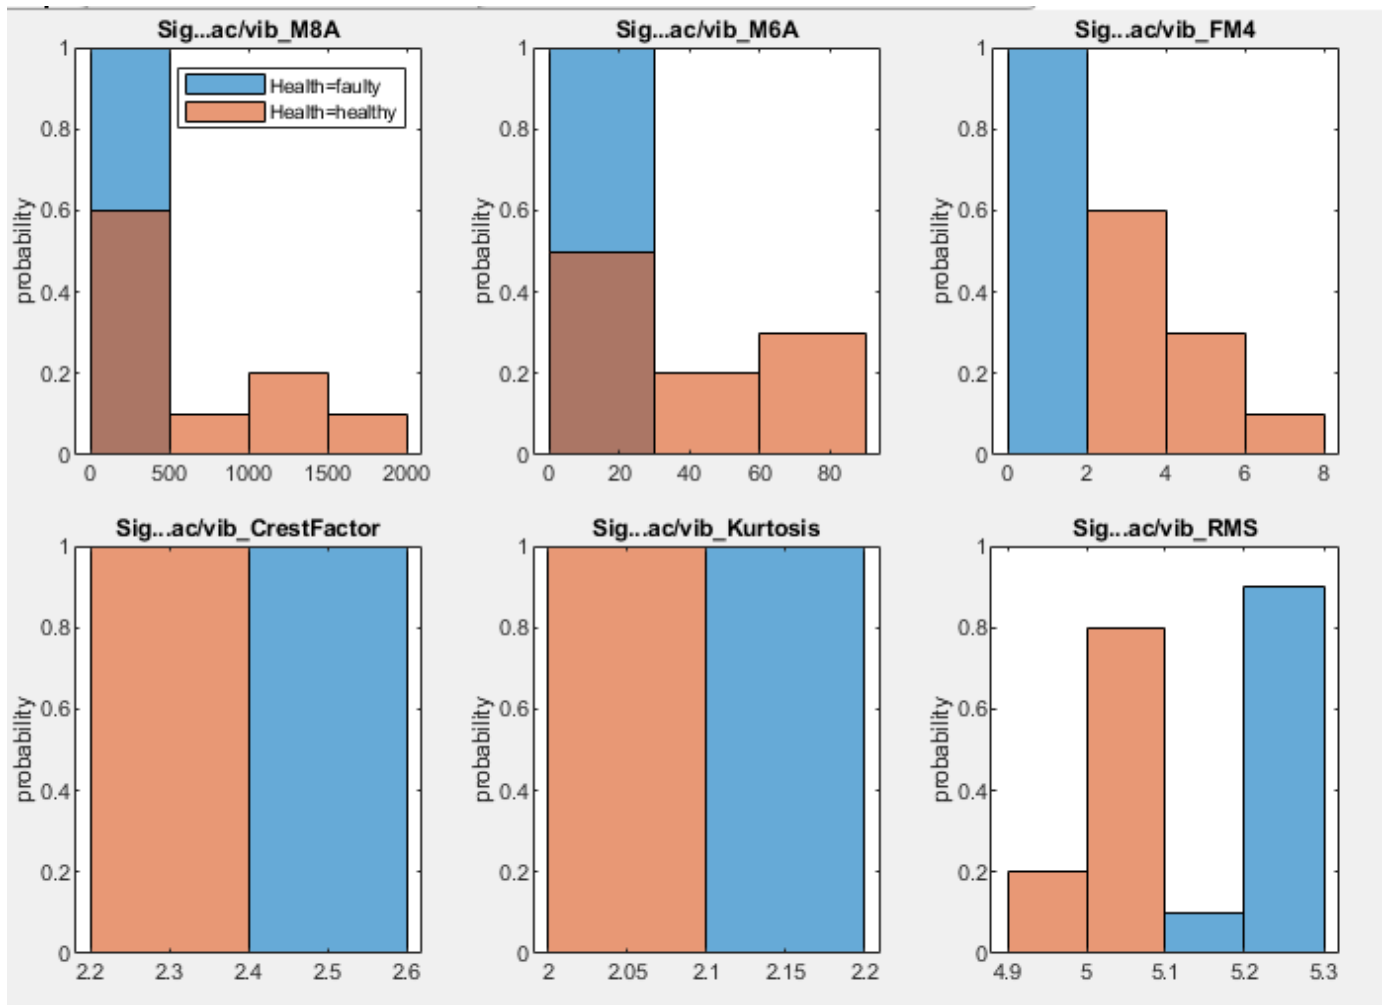 Sig...ac/vib_M8A
Sig...ac/vib_M6A
Sig...ac/vib_FM4
Health=faulty
Health=healthy
probability
1
0.8
0.6
0.4
0.2
0
0 500 1000 1500 2000
probability
1
0.8
0.6
0.4
0.2
0
0 20 40 60 80
probability
1
0.8
0.6
0.4
0.2
0
0 2 4 6 8
Sig...ac/vib_CrestFactor
Sig...ac/vib_Kurtosis
Sig...ac/vib_RMS
probability
1
0.8
0.6
0.4
0.2
0
2.2 2.3 2.4 2.5 2.6
probability
1
0.8
0.6
0.4
0.2
0
2 2.05 2.1 2.15 2.2
probability
1
0.8
0.6
0.4
0.2
0
4.9 5 5.1 5.2 5.3